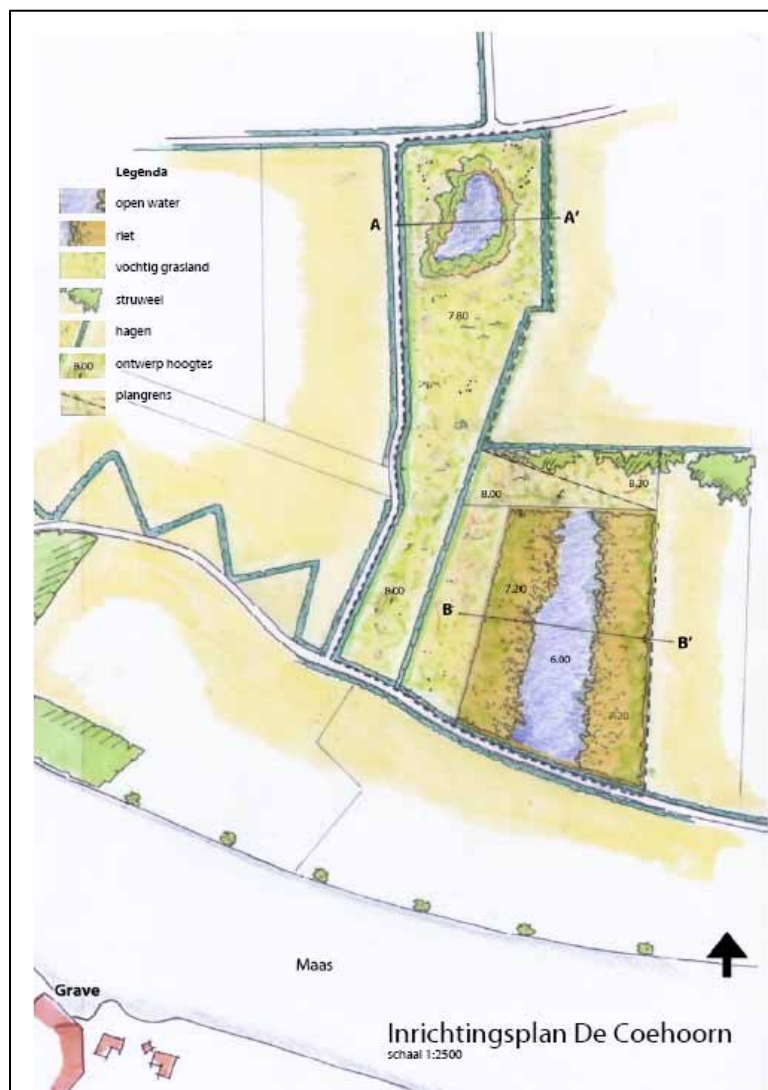 Legenda
open water
riet
vochtig grasland
struweel
hagen
8.00
ontwerp hoogtes
plangrens
A
A'
7.80
8.00
8.20
7.20
B
B'
8.00
6.00
7.20
Maas
Grave
Inrichtingsplan De Coehoorn
schaal 1:2500